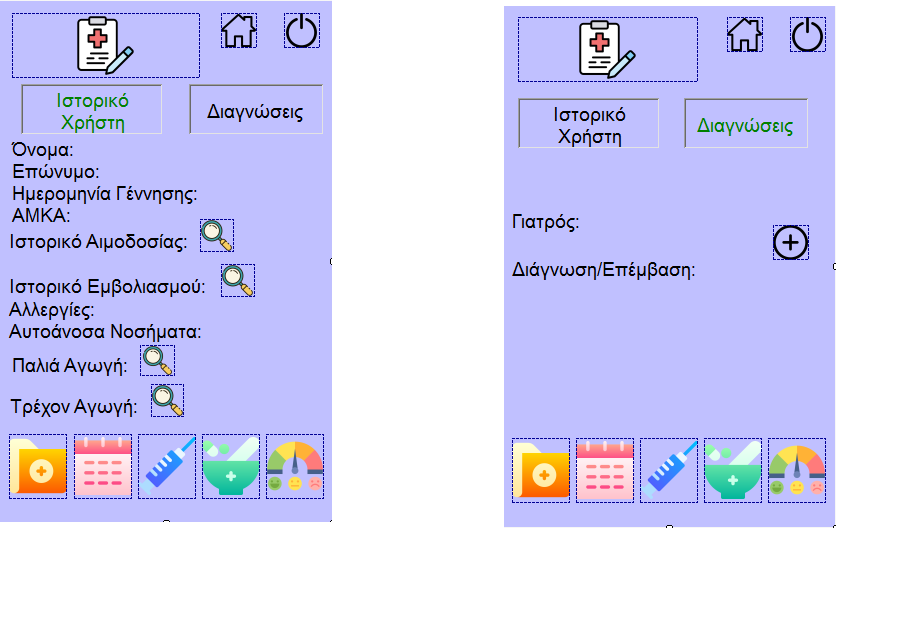 Ιστορικό
Χρήστη
Διαγνώσεις
Όνομα:
Επώνυμο:
Ημερομηνία Γέννησης:
ΑΜΚΑ:
Ιστορικό Αιμοδοσίας:
Ιστορικό Εμβολιασμού:
Αλλεργίες:
Αυτοάνοσα Νοσήματα:
Παλιά Αγωγή:
Τρέχον Αγωγή:
Ιστορικό
Χρήστη
Διαγνώσεις
Γιατρός:
Διάγνωση/Επέμβαση: